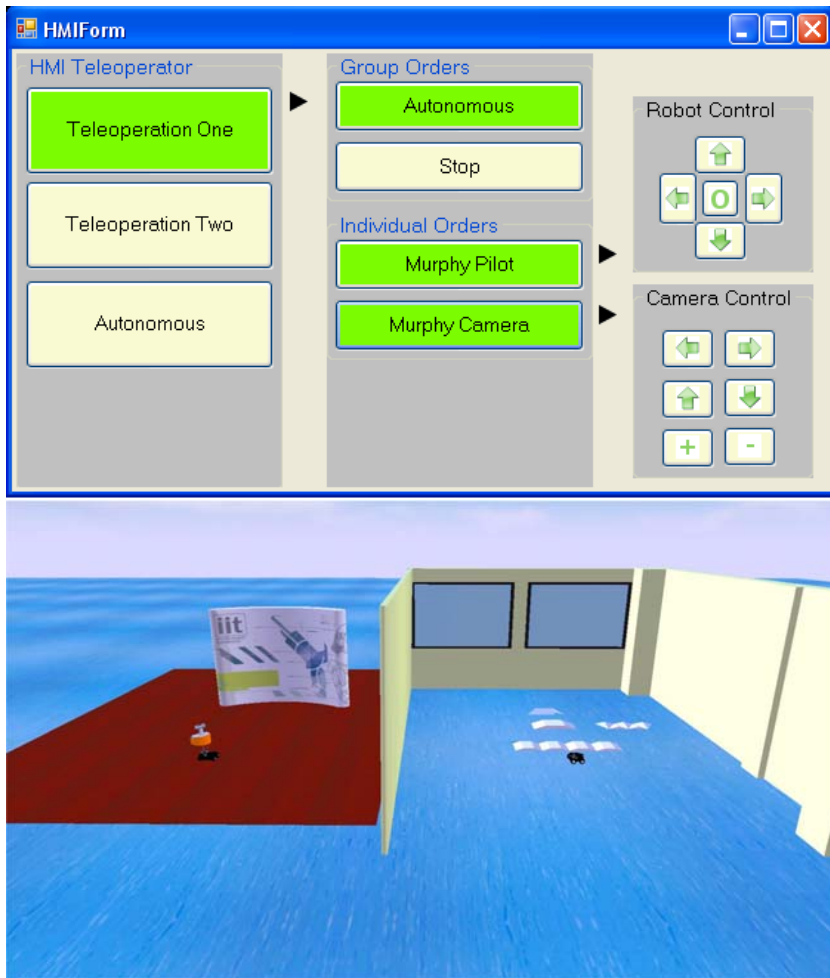 HMIForm
HMI Teleoperator
Teleoperation One
Teleoperation Two
Autonomous
Group Orders
Autonomous
Stop
Individual Orders
Murphy Pilot
Murphy Camera
Robot Control
O
Camera Control
+ -
iit